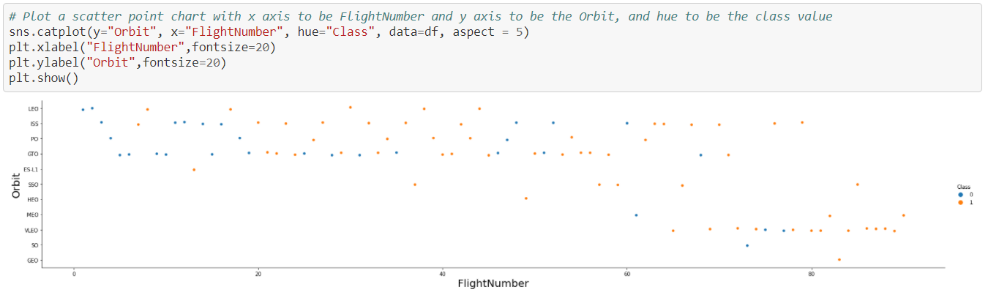 # Plot a scatter point chart with x axis to be FlightNumber and y axis to be the Orbit, and hue to be the class value
sns.catplot(y="Orbit", x="FlightNumber", hue="Class", data=df, aspect = 5)
plt.xlabel("FlightNumber",fontsize=20)
plt.ylabel("Orbit",fontsize=20)
plt.show()
Orbit
LEO
ISS
PO
GTO
ES-L1
SSO
HEO
MEO
VLEO
SO
GEO
0 20 40 60 80
FlightNumber
Class
0
1